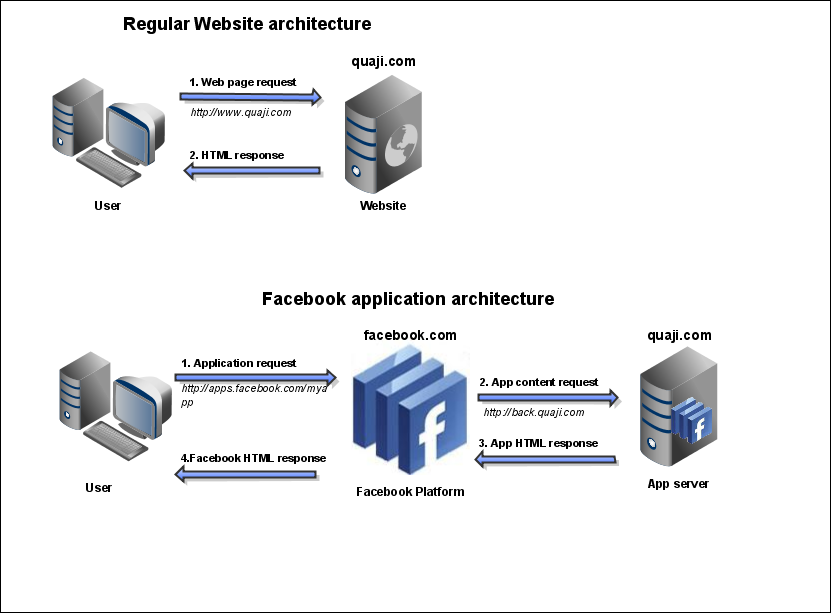 Regular Website architecture
quaji.com
1. Web page request
http://www.quaji.com
2. HTML response
User
Website
Facebook application architecture
facebook.com
quaji.com
1. Application request
http://apps.facebook.com/mya
pp
2. App content request
http://back.quaji.com
3. App HTML response
4.Facebook HTML response
f
User
Facebook Platform
App server